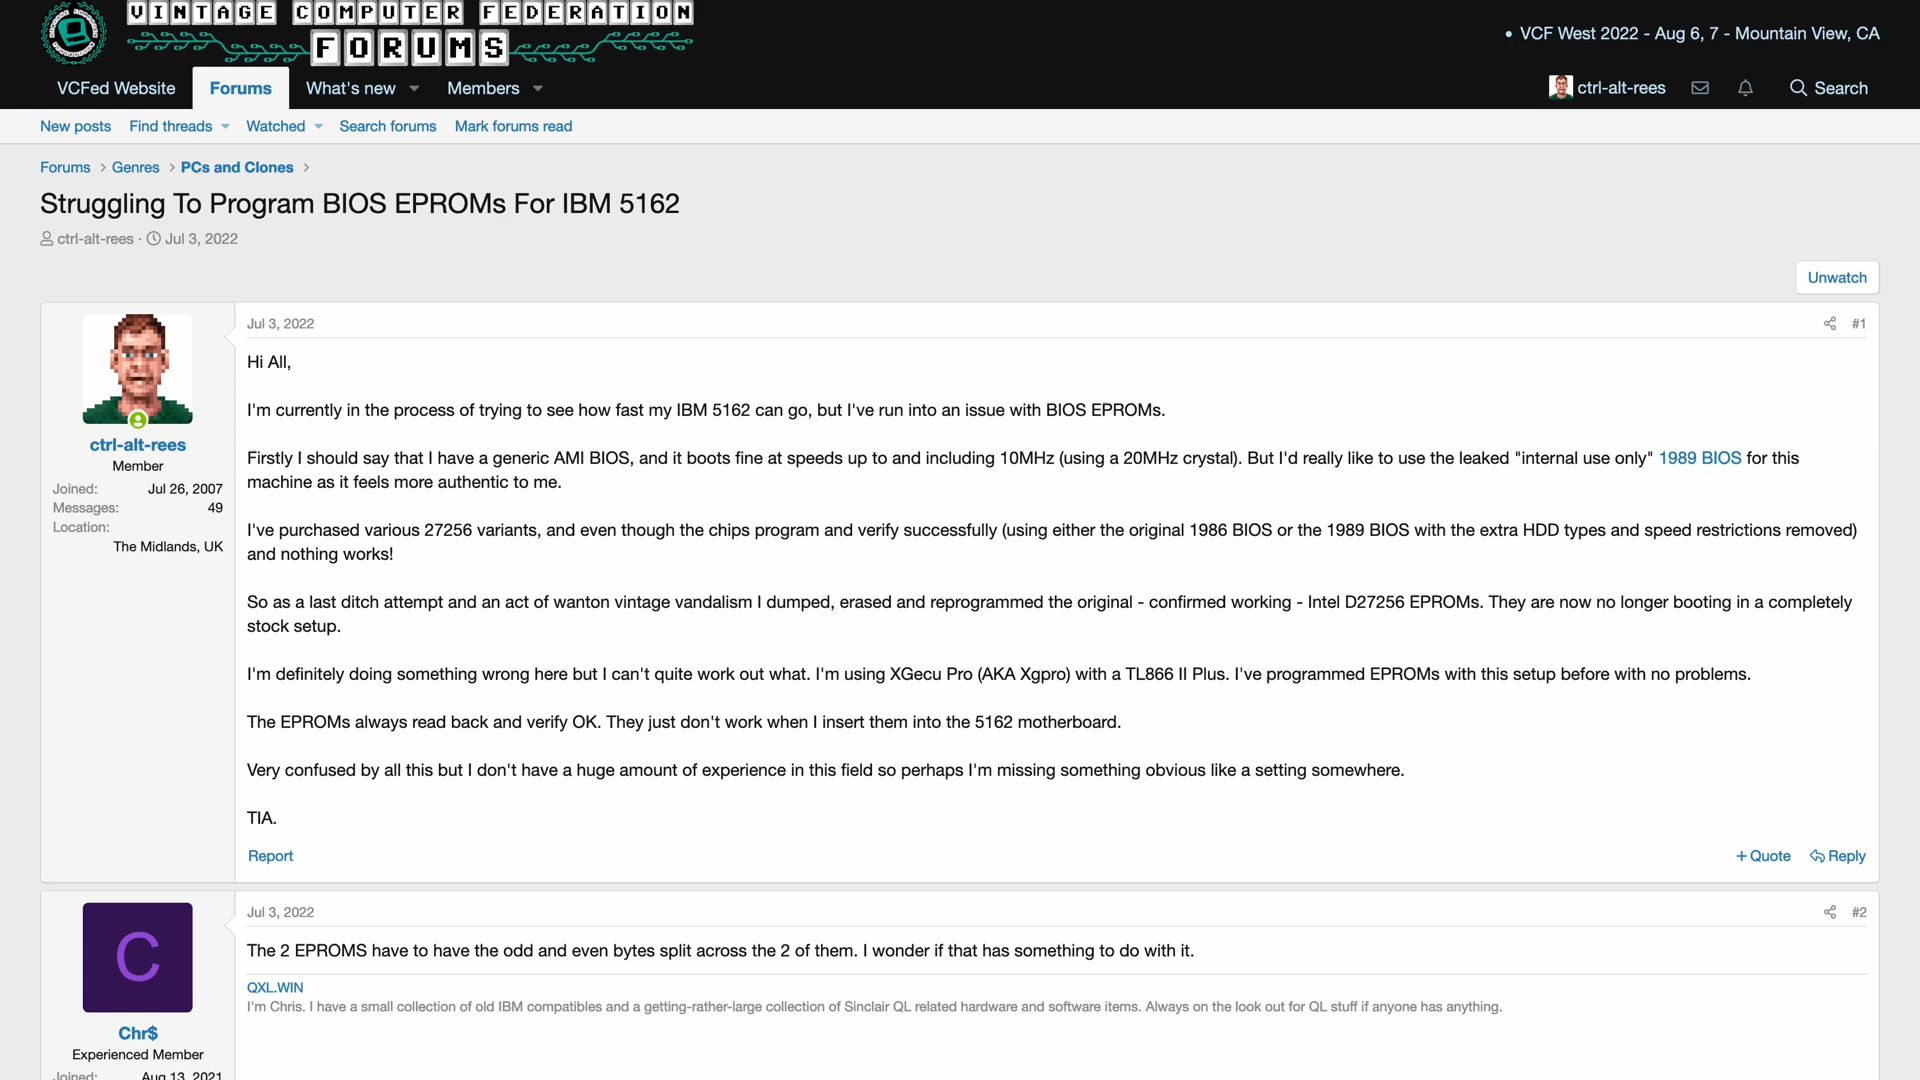 VINTAGE COMPUTER FEDERATION
FORUMS
• VCF West 2022 - Aug 6, 7 - Mountain View, CA
VCFed Website Forums What's new Members ctrl-alt-rees Search
New posts Find threads Watched Search forums Mark forums read
Forums > Genres > PCs and Clones >
Struggling To Program BIOS EPROMs For IBM 5162
ctrl-alt-rees · Jul 3, 2022
Unwatch
ctrl-alt-rees
Member
Joined: Jul 26, 2007
Messages: 49
Location:
The Midlands, UK
Jul 3, 2022 #1
Hi All,
I'm currently in the process of trying to see how fast my IBM 5162 can go, but I've run into an issue with BIOS EPROMs.
Firstly I should say that I have a generic AMI BIOS, and it boots fine at speeds up to and including 10MHz (using a 20MHz crystal). But I'd really like to use the leaked "internal use only" 1989 BIOS for this
machine as it feels more authentic to me.
I've purchased various 27256 variants, and even though the chips program and verify successfully (using either the original 1986 BIOS or the 1989 BIOS with the extra HDD types and speed restrictions removed)
and nothing works!
So as a last ditch attempt and an act of wanton vintage vandalism I dumped, erased and reprogrammed the original - confirmed working - Intel D27256 EPROMs. They are now no longer booting in a completely
stock setup.
I'm definitely doing something wrong here but I can't quite work out what. I'm using XGecu Pro (AKA Xgpro) with a TL866 II Plus. I've programmed EPROMs with this setup before with no problems.
The EPROMs always read back and verify OK. They just don't work when I insert them into the 5162 motherboard.
Very confused by all this but I don't have a huge amount of experience in this field so perhaps I'm missing something obvious like a setting somewhere.
TIA.
Report + Quote Reply
C
Chr$
Experienced Member
Joined: Aug 13, 2021
Jul 3, 2022 #2
The 2 EPROMS have to have the odd and even bytes split across the 2 of them. I wonder if that has something to do with it.
QXL.WIN
I'm Chris. I have a small collection of old IBM compatibles and a getting-rather-large collection of Sinclair QL related hardware and software items. Always on the look out for QL stuff if anyone has anything.